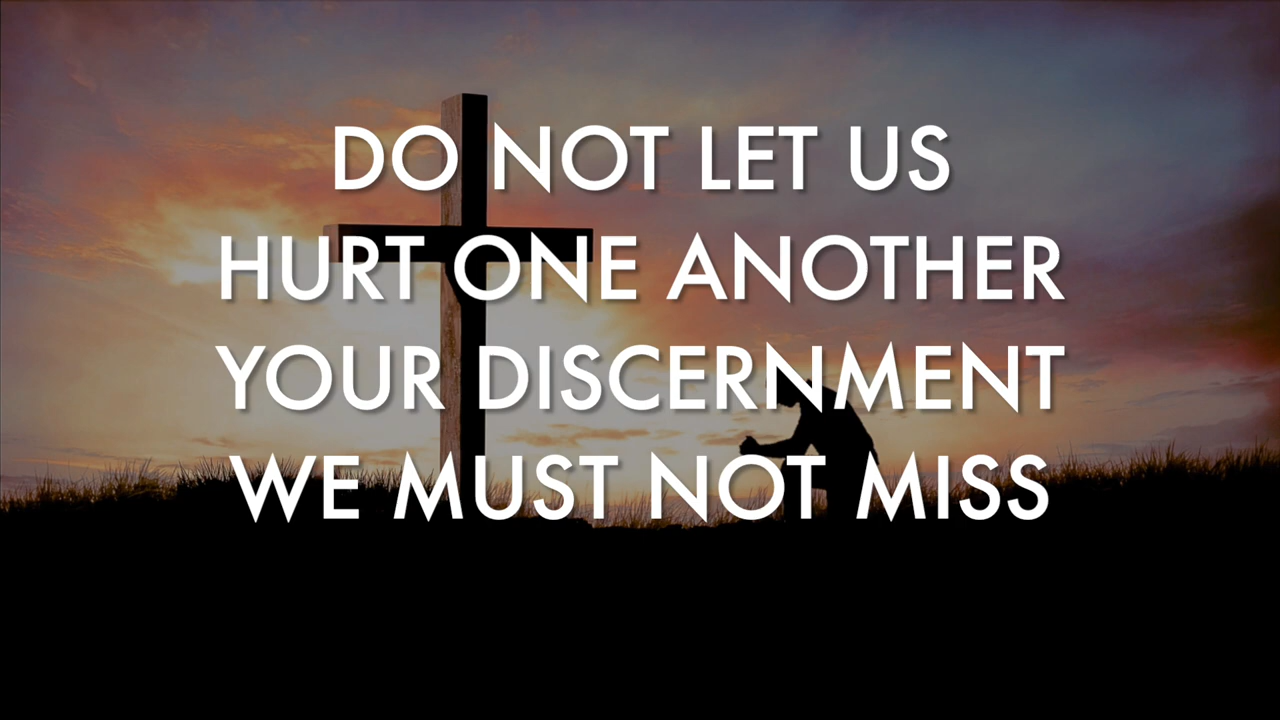 DO NOT LET US
HURT ONE ANOTHER
YOUR DISCERNMENT
WE MUST NOT MISS